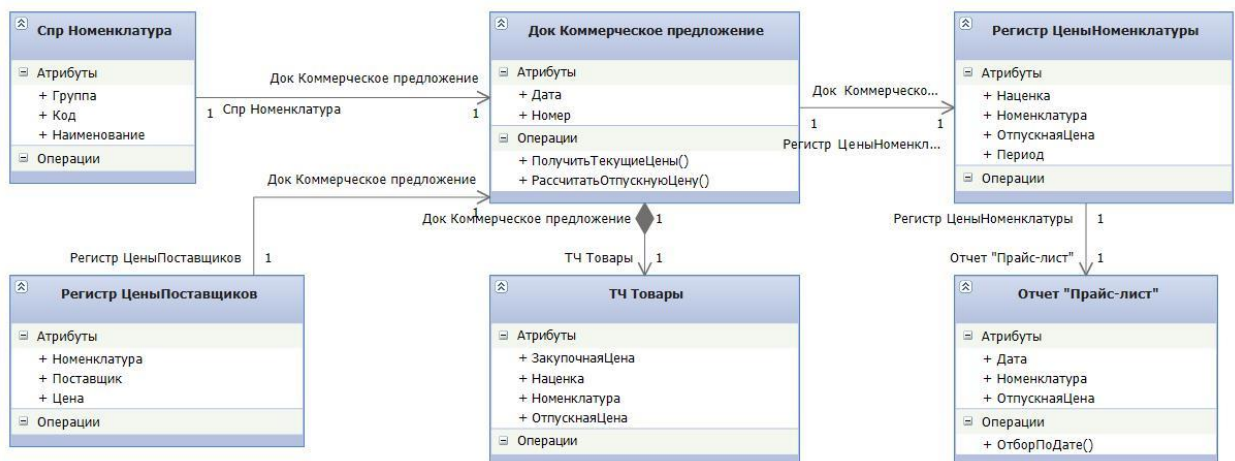 Спр Номенклатура
Атрибуты
+ Группа
+ Код
+ Наименование
Операции
Док Коммерческое предложение
1 Спр Номенклатура
1
Док Коммерческое предложение
Атрибуты
+ Дата
+ Номер
Операции
+ ПолучитьТекущиеЦены()
+ РассчитатьОтпускнуюЦену()
Док Коммерческо...
1
1
Регистр ЦеныНоменкл...
Регистр ЦеныНоменклатуры
Атрибуты
+ Наценка
+ Номенклатура
+ ОтпускнаяЦена
+ Период
Операции
Док Коммерческое предложение
1
Регистр ЦеныПоставщиков 1
Док Коммерческое предложение 1
ТЧ Товары 1
Регистр ЦеныНоменклатуры 1
Отчет "Прайс-лист" 1
Регистр ЦеныПоставщиков
Атрибуты
+ Номенклатура
+ Поставщик
+ Цена
Операции
ТЧ Товары
Атрибуты
+ ЗакупочнаяЦена
+ Наценка
+ Номенклатура
+ ОтпускнаяЦена
Операции
Отчет "Прайс-лист"
Атрибуты
+ Дата
+ Номенклатура
+ ОтпускнаяЦена
Операции
+ ОтборПоДате()